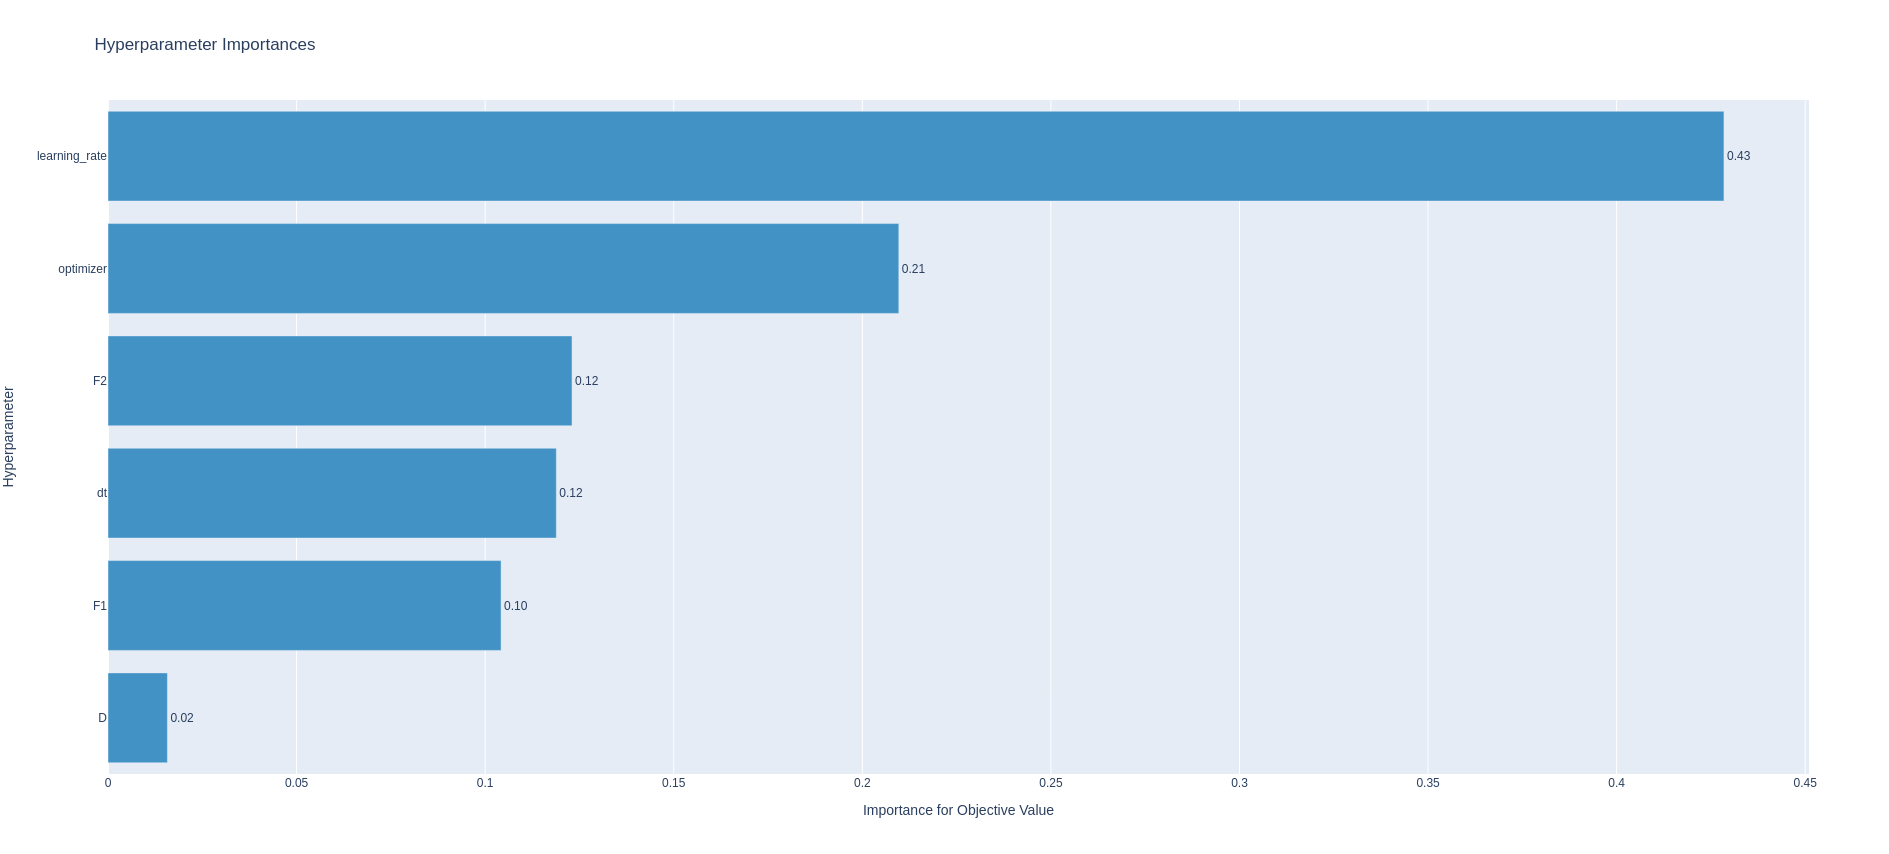 Hyperparameter Importances
learning_rate
0.43
optimizer
0.21
F2
0.12
dt
0.12
F1
0.10
D
0.02
0 0.05 0.1 0.15 0.2 0.25 0.3 0.35 0.4 0.45
Importance for Objective Value
Hyperparameter